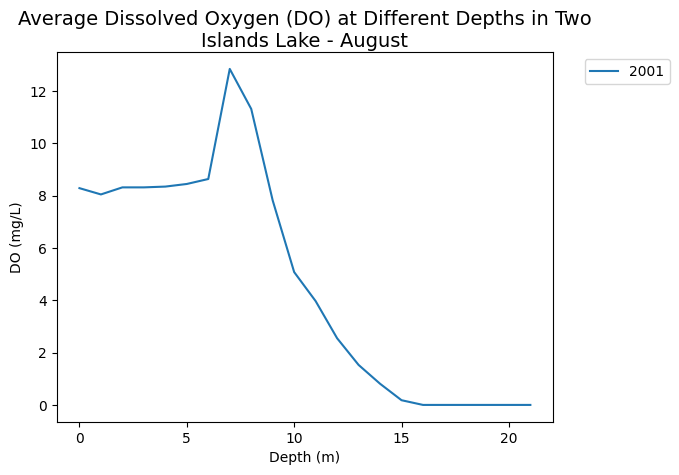 Average Dissolved Oxygen (DO) at Different Depths in Two
Islands Lake - August
2001
DO (mg/L)
12
10
8
6
4
2
0
0 5 10 15 20
Depth (m)